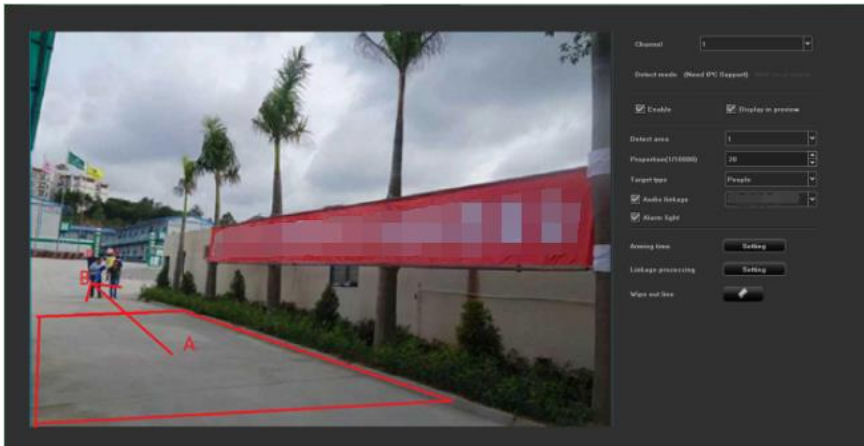 Channel 1
Detect mode (Need IPC Support)
Enable Display in preview
Detect area 1
Proportion(1/10000) 20
Target type People
Audio linkage
Alarm light
Arming time Setting
Linkage processing Setting
Wipe out line
B
A